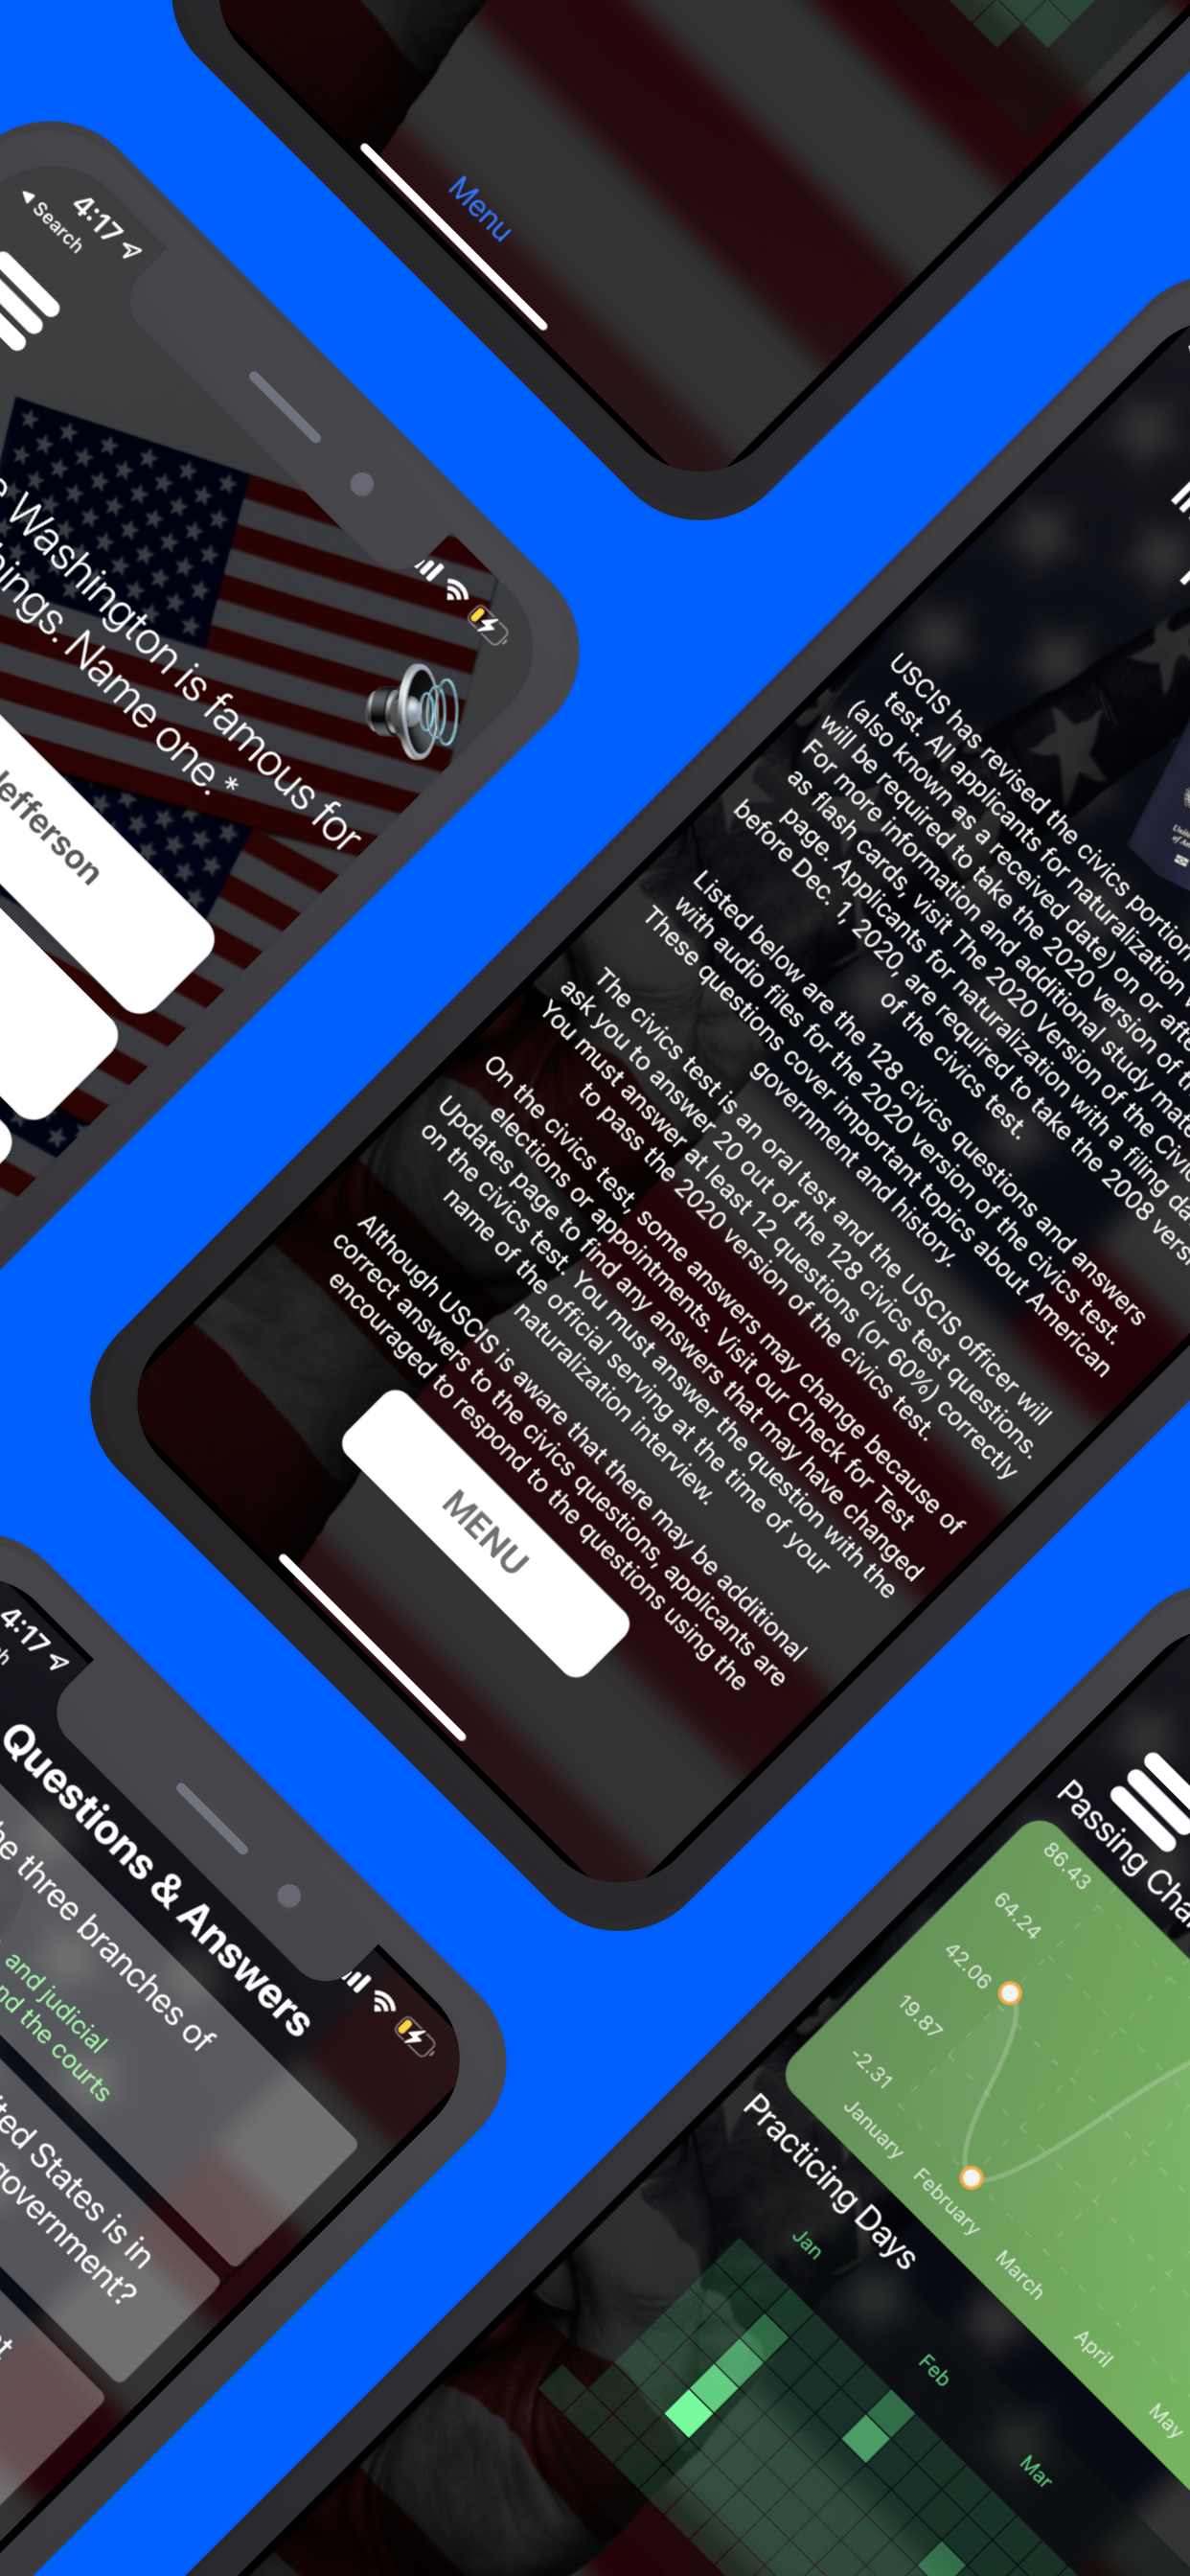 Menu
4:17
Search
Washington is famous for
Name one.*
Jefferson
USCIS has revised the civics portion
test. All applicants for naturalization
(also known as a received date) on or after
will be required to take the 2020 version of
For more information and additional study
as flash cards, visit The 2020 Version of the
page. Applicants for naturalization with a filing
before Dec. 1, 2020, are required to take the 2008
of the civics test.
Listed below are the 128 civics questions and answers
with audio files for the 2020 version of the civics test.
These questions cover important topics about American
government and history.
The civics test is an oral test and the USCIS officer will
ask you to answer 20 out of the 128 civics test questions.
You must answer at least 12 questions (or 60%) correctly
to pass the 2020 version of the civics test.
On the civics test, some answers may change because of
elections or appointments. Visit our Check for Test
Updates page to find any answers that may have changed
on the civics test. You must answer the question with the
name of the official serving at the time of your
naturalization interview.
Although USCIS is aware that there may be additional
correct answers to the civics questions, applicants are
encouraged to respond to the questions using the
MENU
4:17
Questions & Answers
three branches of
and judicial
the courts
States is in
government?
Passing
86.43
64.24
42.06
19.87
-2.31
January
February
March
April
May
Practicing Days
Jan
Feb
Mar